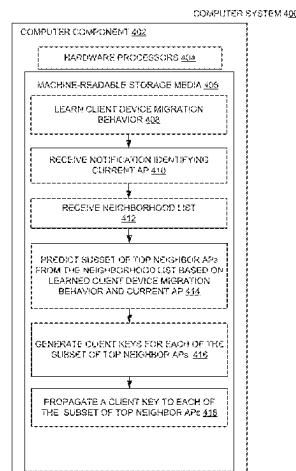 COMPUTER SYSTEM 400
COMPUTER COMPONENT 402
HARDWARE PROCESSORS 404
MACHINE-READABLE STORAGE MEDIA 406
LEARN CLIENT DEVICE MIGRATION
BEHAVIOR 408
RECEIVE NOTIFICATION IDENTIFYING
CURRENT AP 410
RECEIVE NEIGHBORHOOD LIST
412
PREDICT SUBSET OF TOP NEIGHBOR APs
FROM THE NEIGHBORHOOD LIST BASED ON
LEARNED CLIENT DEVICE MIGRATION
BEHAVIOR AND CURRENT AP 414
GENERATE CLIENT KEYS FOR EACH OF THE
SUBSET OF TOP NEIGHBOR APs 416
PROPAGATE A CLIENT KEY TO EACH OF
THE SUBSET OF TOP NEIGHBOR APs 418